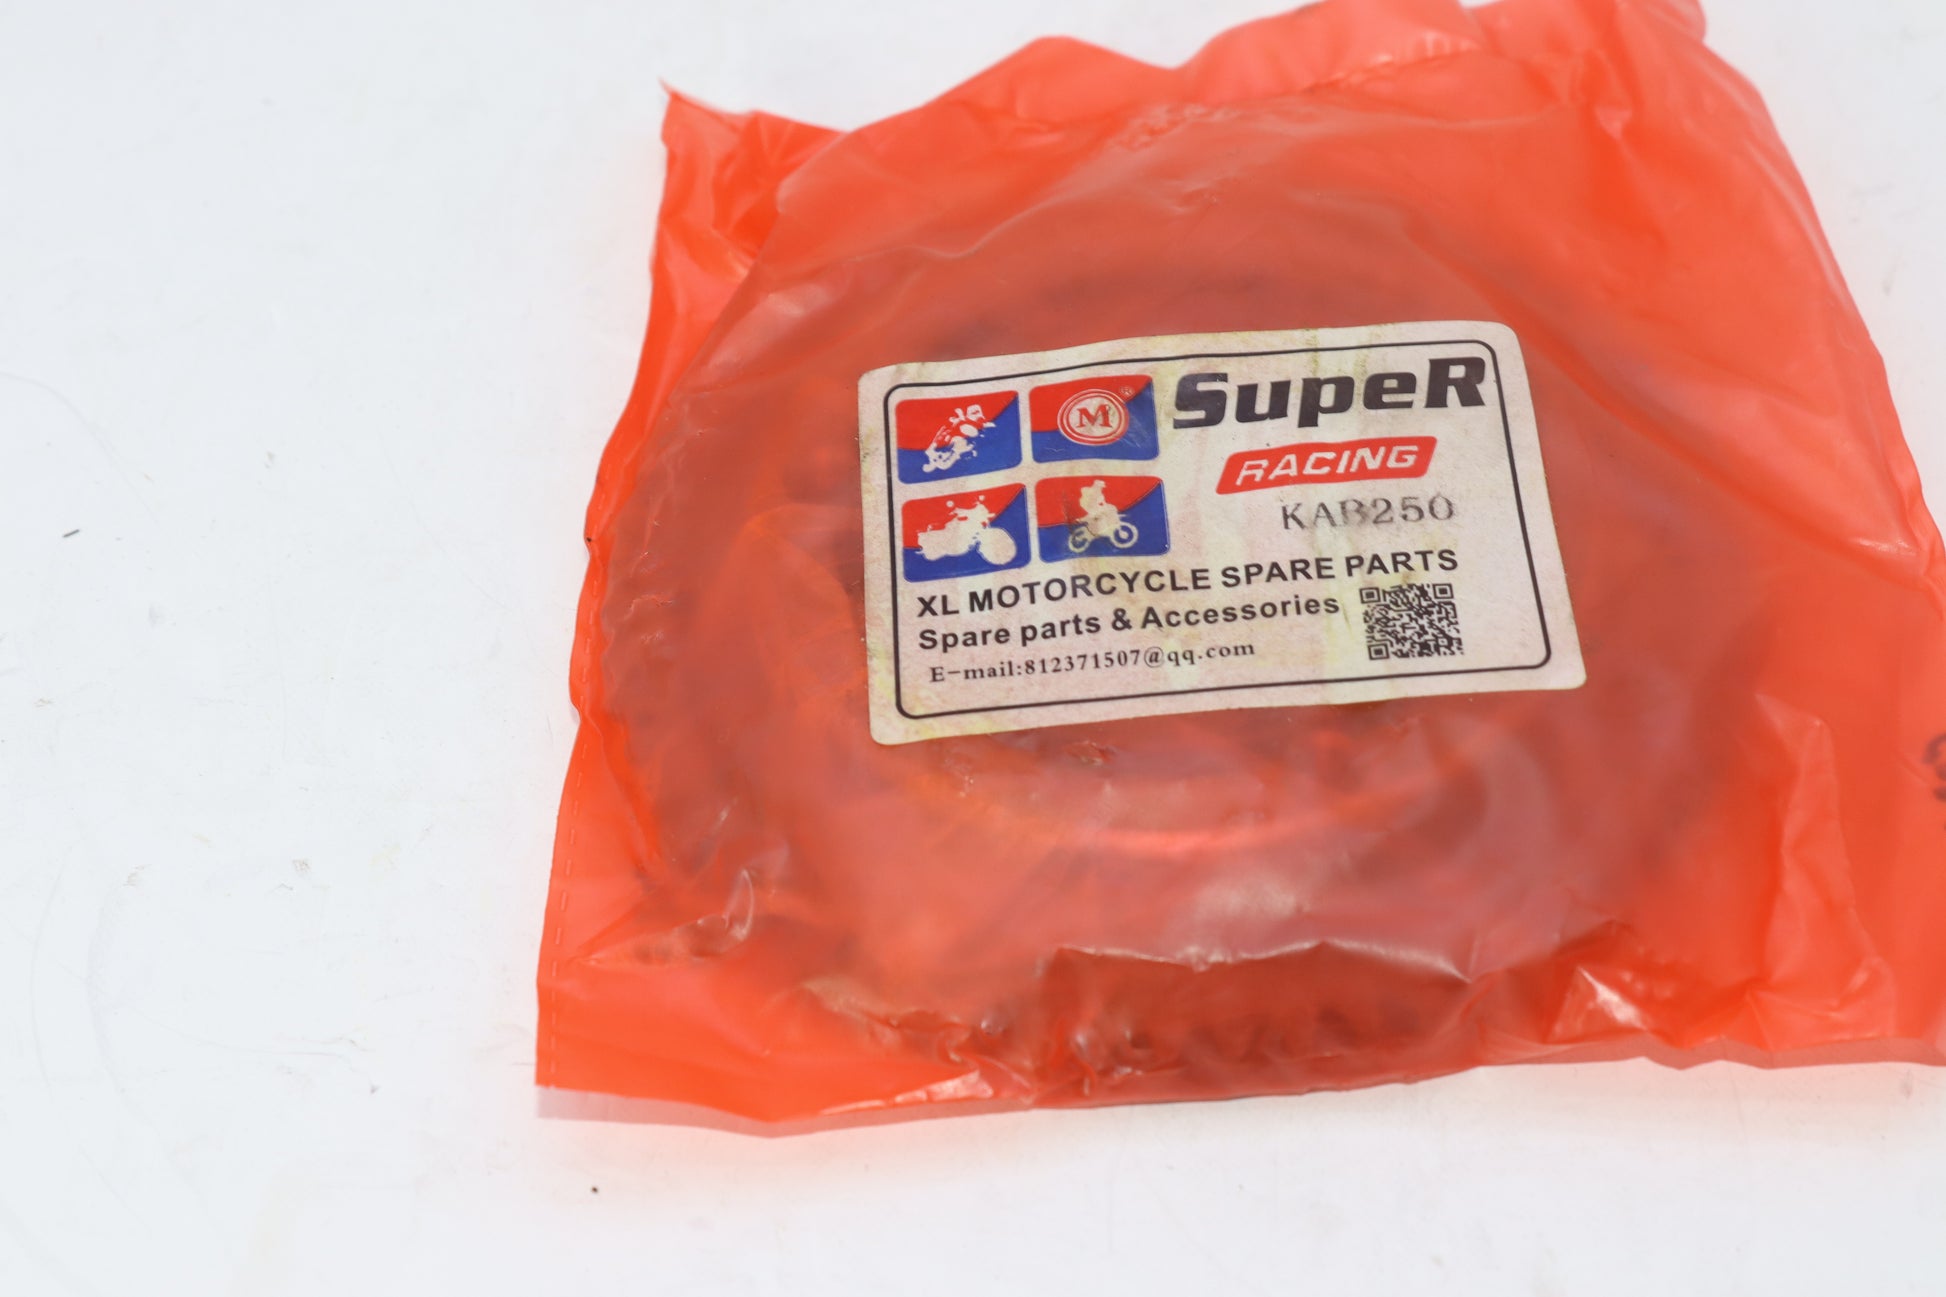 M
®
SupeR
RACING
KAB250
XL MOTORCYCLE SPARE PARTS
Spare parts & Accessories
E-mail:812371507@qq.com